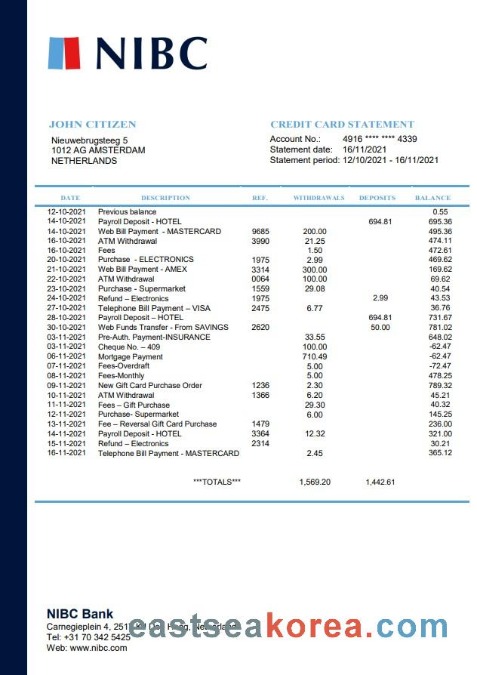 NIBC
JOHN CITIZEN
Nieuwebrugsteeg 5
1012 AG AMSTERDAM
NETHERLANDS
CREDIT CARD STATEMENT
Account No.: 4916 **** **** 4339
Statement date: 16/11/2021
Statement period: 12/10/2021 - 16/11/2021
DATE DESCRIPTION REF. WITHDRAWALS DEPOSITS BALANCE
12-10-2021 Previous balance 0.55
14-10-2021 Payroll Deposit - HOTEL 694.81 695.36
14-10-2021 Web Bill Payment - MASTERCARD 9685 200.00 495.36
16-10-2021 ATM Withdrawal 3990 21.25 474.11
16-10-2021 Fees 1.50 472.61
20-10-2021 Purchase - ELECTRONICS 1975 2.99 469.62
21-10-2021 Web Bill Payment - AMEX 3314 300.00 169.62
22-10-2021 ATM Withdrawal 0064 100.00 69.62
23-10-2021 Purchase - Supermarket 1559 29.08 40.54
24-10-2021 Refund – Electronics 1975 2.99 43.53
27-10-2021 Telephone Bill Payment – VISA 2475 6.77 36.76
28-10-2021 Payroll Deposit – HOTEL 694.81 731.67
30-10-2021 Web Funds Transfer - From SAVINGS 2620 50.00 781.02
03-11-2021 Pre-Auth. Payment-INSURANCE 33.55 648.02
03-11-2021 Cheque No. – 409 100.00 -62.47
06-11-2021 Mortgage Payment 710.49 -62.47
07-11-2021 Fees-Overdraft 5.00 -72.47
08-11-2021 Fees-Monthly 5.00 478.25
09-11-2021 New Gift Card Purchase Order 1236 2.30 789.32
10-11-2021 ATM Withdrawal 1366 6.20 45.21
11-11-2021 Fees – Gift Purchase 29.30 40.32
12-11-2021 Purchase- Supermarket 6.00 145.25
13-11-2021 Fee – Reversal Gift Card Purchase 1479 236.00
14-11-2021 Payroll Deposit - HOTEL 3364 12.32 321.00
15-11-2021 Refund – Electronics 2314 30.21
16-11-2021 Telephone Bill Payment - MASTERCARD 2.45 365.12
***TOTALS*** 1,569.20 1,442.61
NIBC Bank
Carnegieplein 4, Den Haag, Netherland
Tel: +31 70 342 5425
Web: www.nibc.com
eastseakorea.com